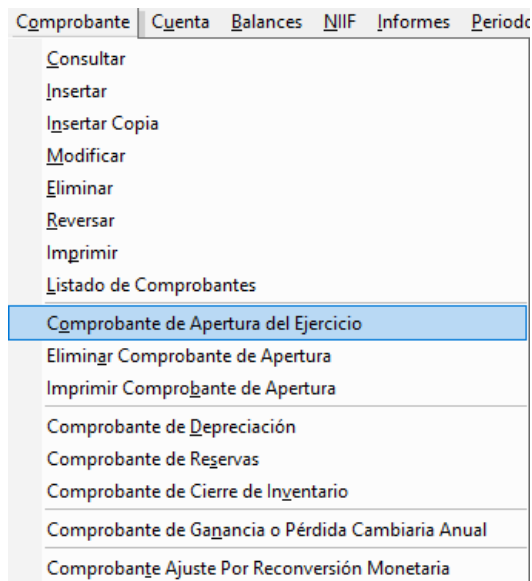 Comprobante Cuenta Balances NIIF Informes Periodo
Consultar
Insertar
Insertar Copia
Modificar
Eliminar
Reversar
Imprimir
Listado de Comprobantes
Comprobante de Apertura del Ejercicio
Eliminar Comprobante de Apertura
Imprimir Comprobante de Apertura
Comprobante de Depreciación
Comprobante de Reservas
Comprobante de Cierre de Inventario
Comprobante de Ganancia o Pérdida Cambiaria Anual
Comprobante Ajuste Por Reconversión Monetaria